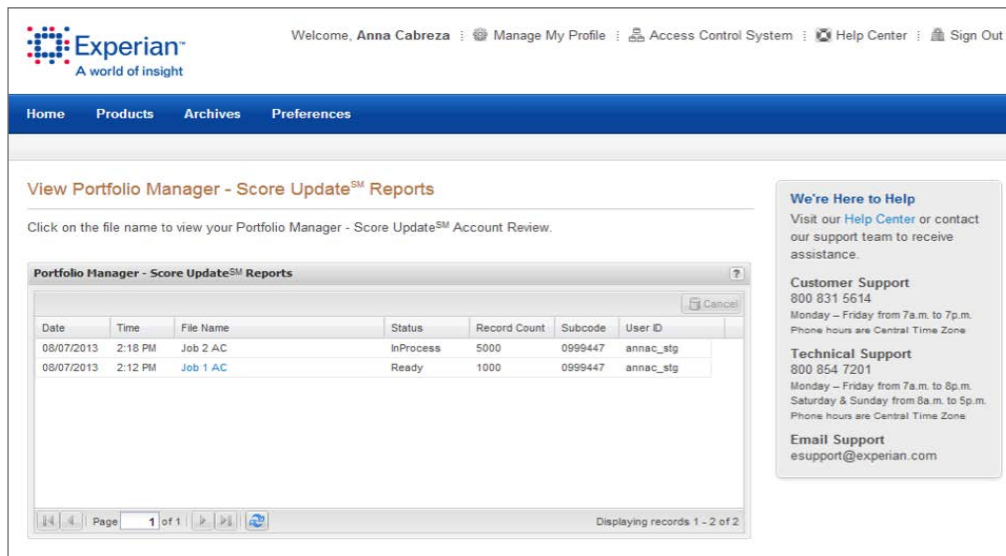 Experian™
A world of insight
Welcome, Anna Cabreza Manage My Profile Access Control System Help Center Sign Out
Home Products Archives Preferences
View Portfolio Manager - Score Update℠ Reports
Click on the file name to view your Portfolio Manager - Score Update℠ Account Review.
Portfolio Manager - Score Update℠ Reports ?
Cancel
Date Time File Name Status Record Count Subcode User ID
08/07/2013 2:18 PM Job 2 AC InProcess 5000 0999447 annac_stg
08/07/2013 2:12 PM Job 1 AC Ready 1000 0999447 annac_stg
Page 1 of 1 Displaying records 1 - 2 of 2
We're Here to Help
Visit our Help Center or contact
our support team to receive
assistance.
Customer Support
800 831 5614
Monday – Friday from 7a.m. to 7p.m.
Phone hours are Central Time Zone
Technical Support
800 854 7201
Monday – Friday from 7a.m. to 8p.m.
Saturday & Sunday from 8a.m. to 5p.m.
Phone hours are Central Time Zone
Email Support
esupport@experian.com